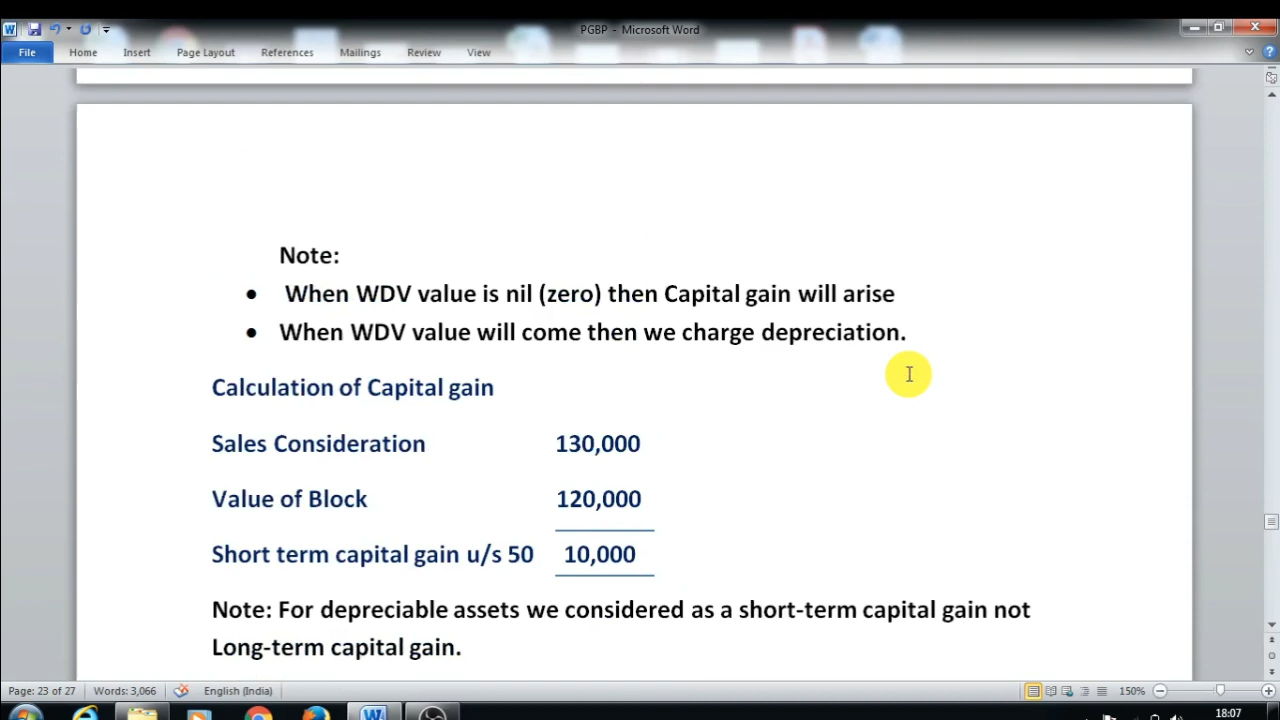 PGBP - Microsoft Word
File Home Insert Page Layout References Mailings Review View
Note:
• When WDV value is nil (zero) then Capital gain will arise
• When WDV value will come then we charge depreciation.
Calculation of Capital gain
Sales Consideration 130,000
Value of Block 120,000
Short term capital gain u/s 50 10,000
Note: For depreciable assets we considered as a short-term capital gain not
Long-term capital gain.
Page: 23 of 27 Words: 3,066 English (India) 150%
18:07